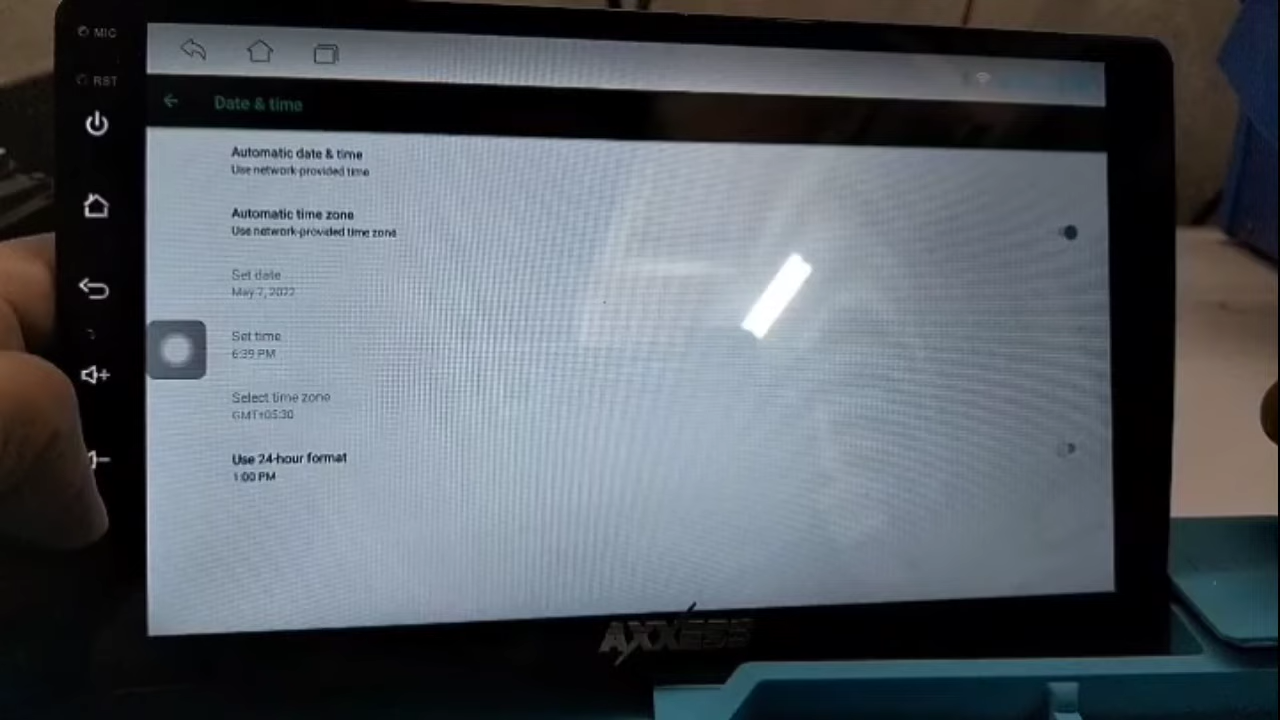 MIC
RST
Date & time
Automatic date & time
Use network-provided time
Automatic time zone
Use network-provided time zone
Set date
May 7, 2022
Set time
6:39 PM
Select time zone
GMT+05:30
Use 24-hour format
1:00 PM
AXXESS